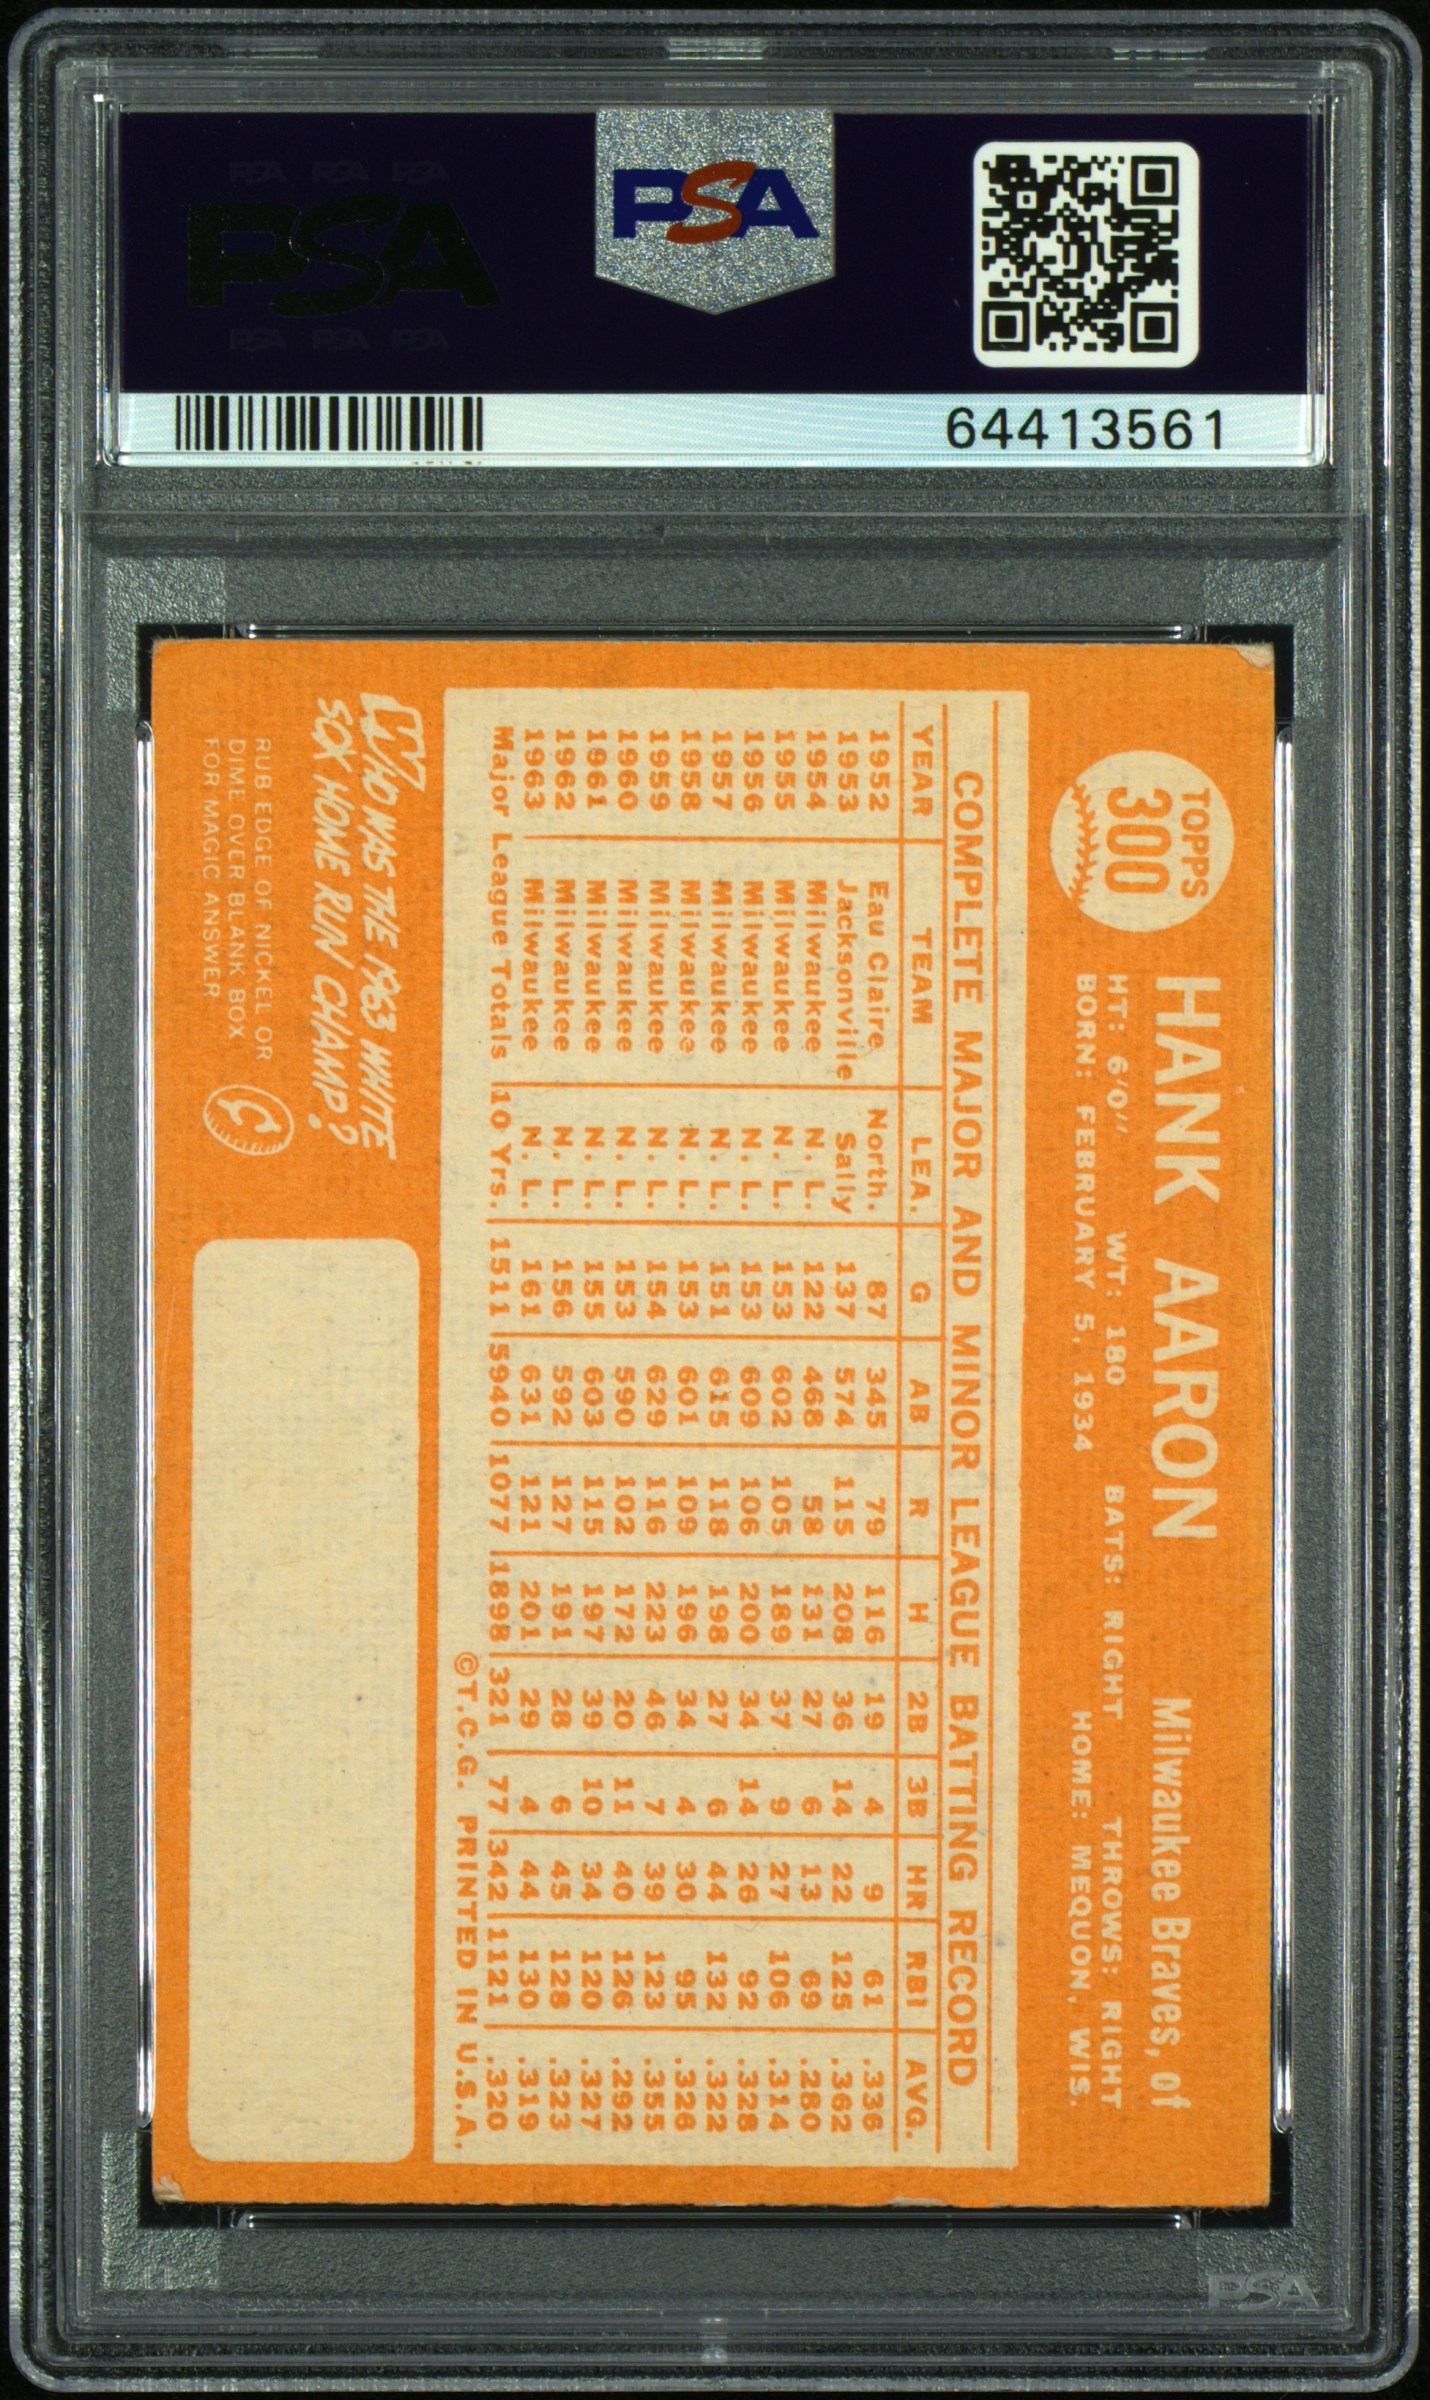 PSA PSA PSA
PSA
PSA PSA PSA
PSA
64413561
TOPPS
300
HANK AARON Milwaukee Braves, of
HT: 6'0" WT: 180 BATS: RIGHT THROWS: RIGHT
BORN: FEBRUARY 5, 1934 HOME: MEQUON, WIS.
COMPLETE MAJOR AND MINOR LEAGUE BATTING RECORD
YEAR TEAM LEA. G AB R H 2B 3B HR RBI AVG.
1952 Eau Claire North. 87 345 79 116 19 4 9 61 .336
1953 Jacksonville Sally 137 574 115 208 36 14 22 125 .362
1954 Milwaukee N. L. 122 468 58 131 27 6 13 69 .280
1955 Milwaukee N. L. 153 602 105 189 37 9 27 106 .314
1956 Milwaukee N. L. 153 609 106 200 34 14 26 92 .328
1957 Milwaukee N. L. 151 615 118 198 27 6 44 132 .322
1958 Milwaukee N. L. 153 601 109 196 34 4 30 95 .326
1959 Milwaukee N. L. 154 629 116 223 46 7 39 123 .355
1960 Milwaukee N. L. 153 590 102 172 20 11 40 126 .292
1961 Milwaukee N. L. 155 603 115 197 39 10 34 120 .327
1962 Milwaukee N. L. 156 592 127 191 28 6 45 128 .323
1963 Milwaukee N. L. 161 631 121 201 29 4 44 130 .319
Major League Totals 10 Yrs. 1511 5940 1077 1898 321 77 342 1121 .320
©T.C.G. PRINTED IN U.S.A.
WHO WAS THE 1963 WHITE
SOX HOME RUN CHAMP?
RUB EDGE OF NICKEL OR
DIME OVER BLANK BOX
FOR MAGIC ANSWER
PSA